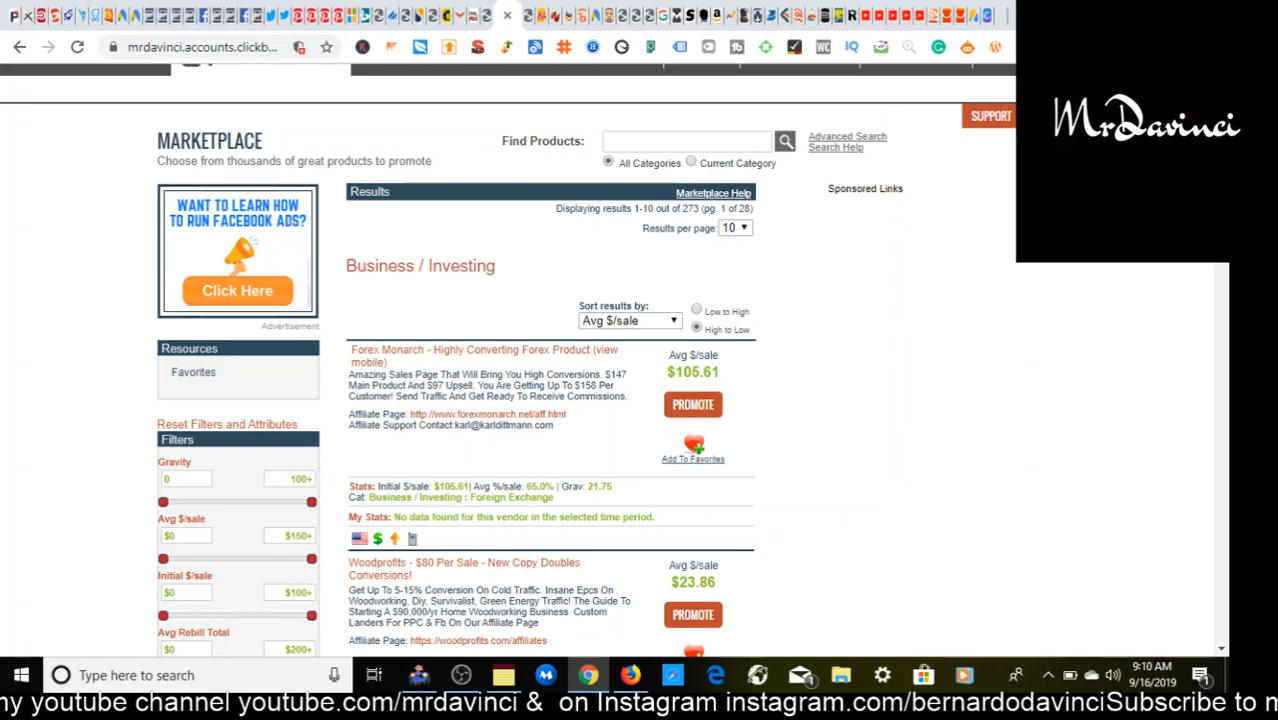 mrdavinci.accounts.clickb...
MrDavinci
SUPPORT
MARKETPLACE
Choose from thousands of great products to promote
Find Products:
All Categories
Current Category
Advanced Search
Search Help
WANT TO LEARN HOW
TO RUN FACEBOOK ADS?
Click Here
Advertisement
Results
Marketplace Help
Displaying results 1-10 out of 273 (pg. 1 of 28)
Results per page: 10
Sponsored Links
Business / Investing
Sort results by:
Avg $/sale
Low to High
High to Low
Resources
Favorites
Reset Filters and Attributes
Filters
Gravity
0 100+
Avg $/sale
$0 $150+
Initial $/sale
$0 $100+
Avg Rebill Total
$0 $200+
Forex Monarch - Highly Converting Forex Product (view
mobile)
Amazing Sales Page That Will Bring You High Conversions. $147
Main Product And $97 Upsell. You Are Getting Up To $158 Per
Customer! Send Traffic And Get Ready To Receive Commissions.
Affiliate Page: http://www.forexmonarch.net/aff.html
Affiliate Support Contact:karl@karldittmann.com
Avg $/sale
$105.61
PROMOTE
Add To Favorites
Stats: Initial $/sale: $105.61| Avg %/sale: 65.0% | Grav: 21.75
Cat: Business / Investing : Foreign Exchange
My Stats: No data found for this vendor in the selected time period.
Woodprofits - $80 Per Sale - New Copy Doubles
Conversions!
Get Up To 5-15% Conversion On Cold Traffic. Insane Epcs On
Woodworking, Diy, Survivalist, Green Energy Traffic! The Guide To
Starting A $90,000/yr Home Woodworking Business. Custom
Landers For PPC & Fb On Our Affiliate Page
Affiliate Page: https://woodprofits.com/affiliates
Avg $/sale
$23.86
PROMOTE
Type here to search
9:10 AM
9/16/2019
my youtube channel youtube.com/mrdavinci & on Instagram instagram.com/bernardodavinciSubscribe to m